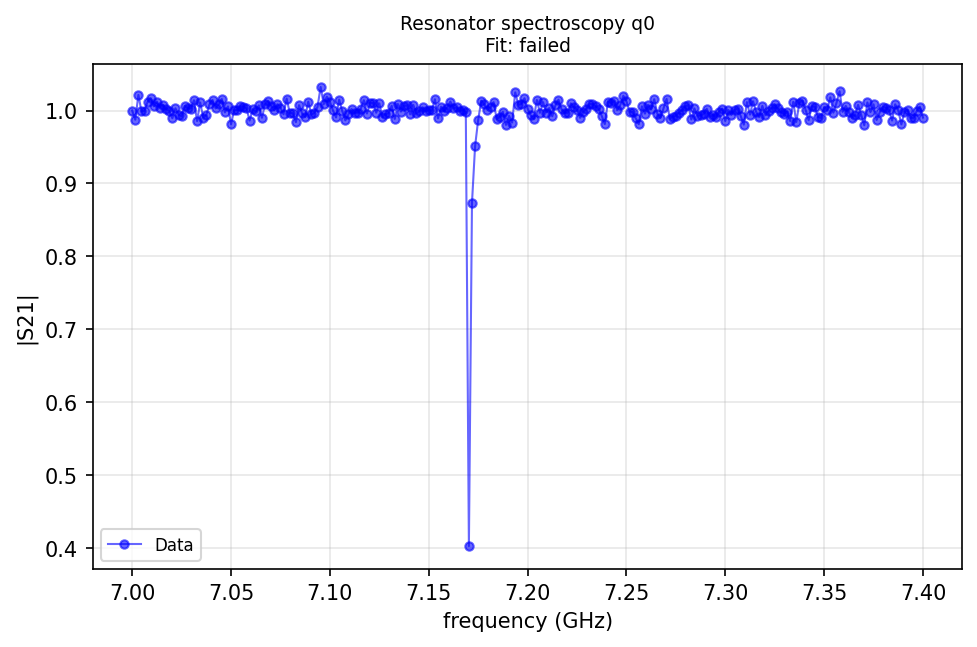 Resonator spectroscopy q0
Fit: failed
|S21|
1.0
0.9
0.8
0.7
0.6
0.5
0.4
Data
7.00 7.05 7.10 7.15 7.20 7.25 7.30 7.35 7.40
frequency (GHz)